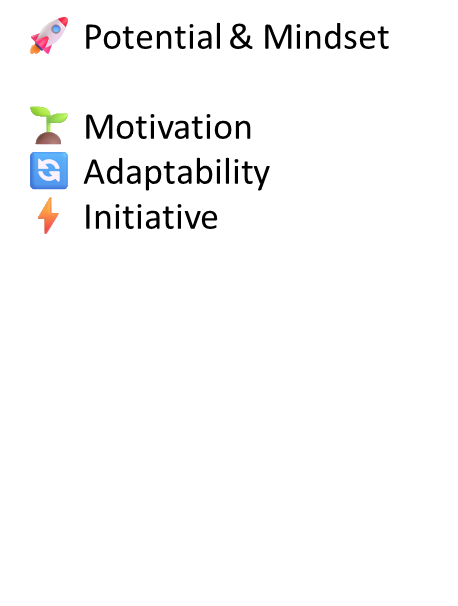 🚀 Potential & Mindset
🌱 Motivation
🔄 Adaptability
⚡ Initiative